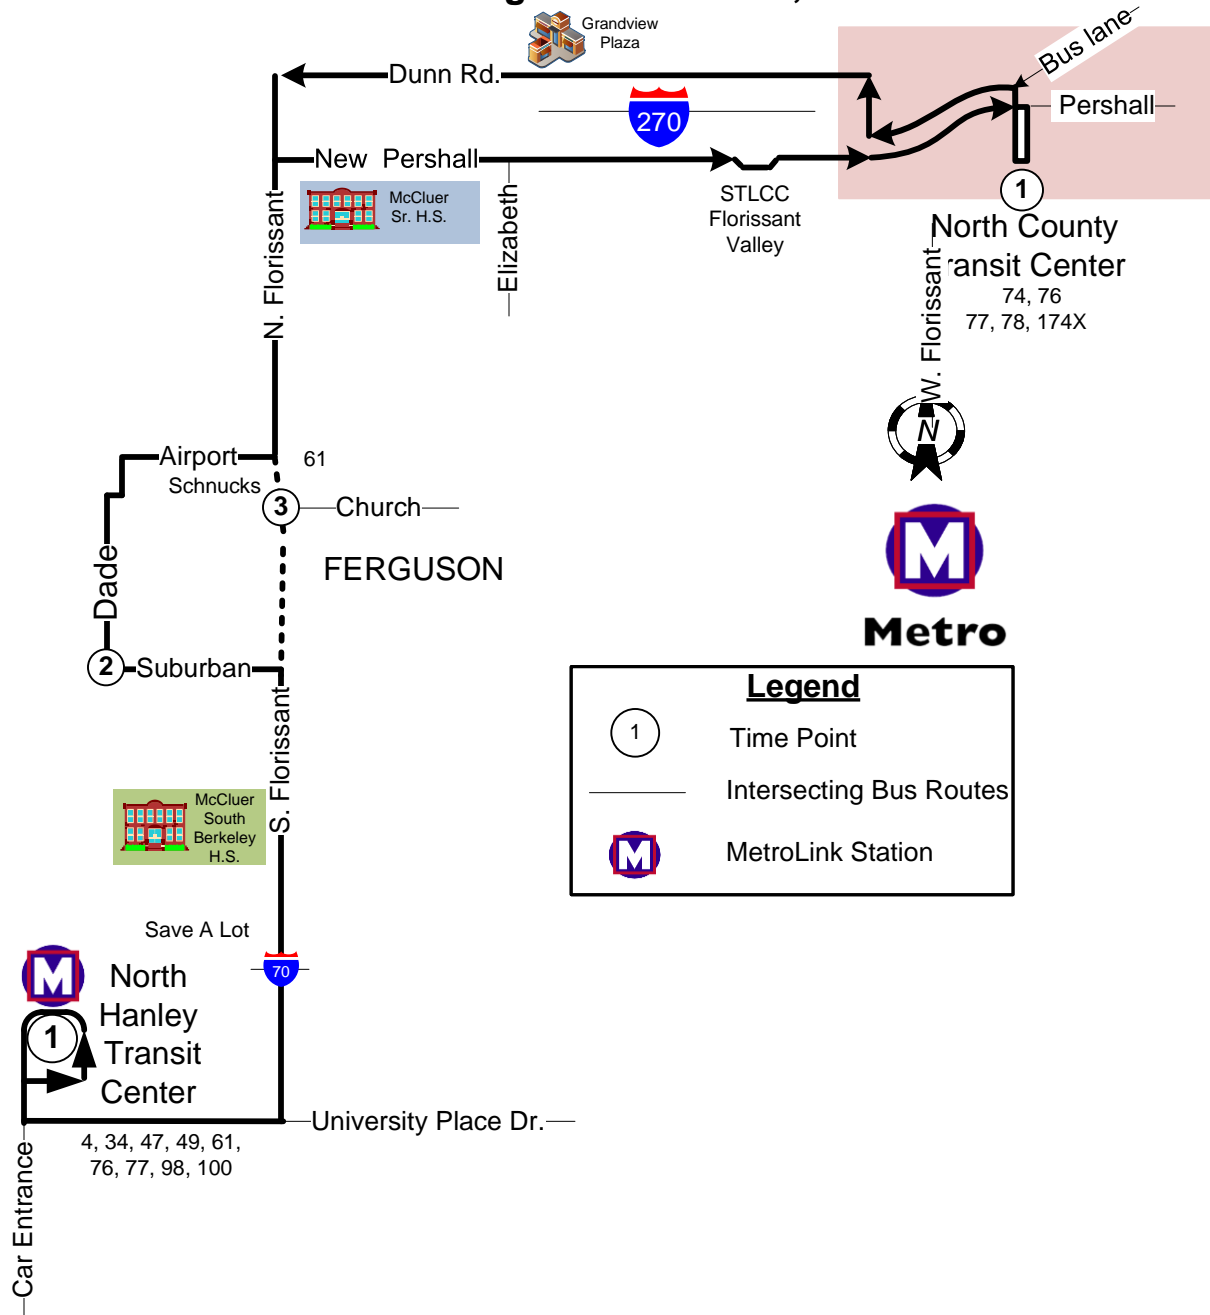 Grandview
Plaza
Bus lane
Dunn Rd.
270
Pershall
New Pershall
McCluer
Sr. H.S.
STLCC
Florissant
Valley
1
North County
ransit Center
74, 76
77, 78, 174X
N. Florissant
Elizabeth
W. Florissant
N
Airport
61
Schnucks
3
Church
FERGUSON
Dade
M
Metro
2
Suburban
S. Florissant
Legend
1
Time Point
Intersecting Bus Routes
M
MetroLink Station
McCluer
South
Berkeley
H.S.
Save A Lot
M
70
North
Hanley
Transit
Center
1
University Place Dr.
4, 34, 47, 49, 61,
76, 77, 98, 100
Car Entrance